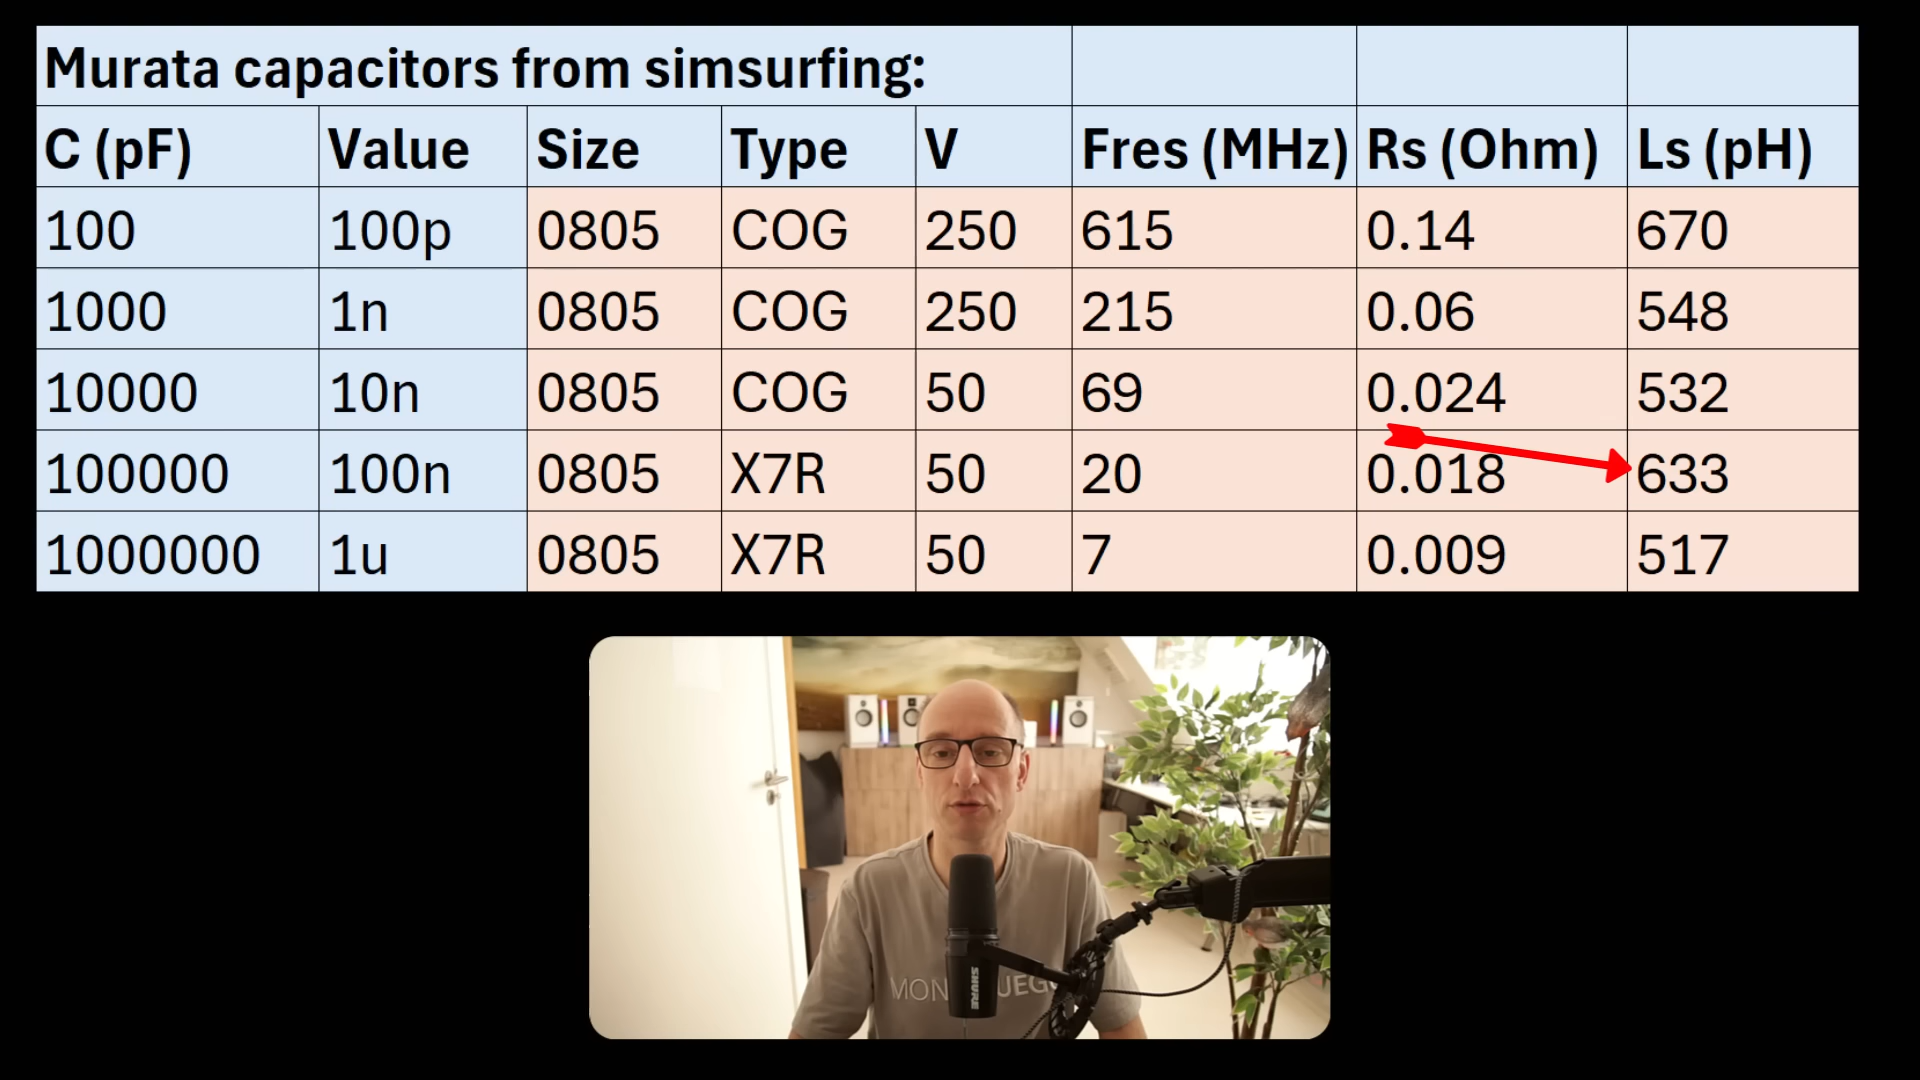 Murata capacitors from simsurfing:
C (pF) Value Size Type V Fres (MHz) Rs (Ohm) Ls (pH)
100 100p 0805 COG 250 615 0.14 670
1000 1n 0805 COG 250 215 0.06 548
10000 10n 0805 COG 50 69 0.024 532
100000 100n 0805 X7R 50 20 0.018 633
1000000 1u 0805 X7R 50 7 0.009 517
SHURE